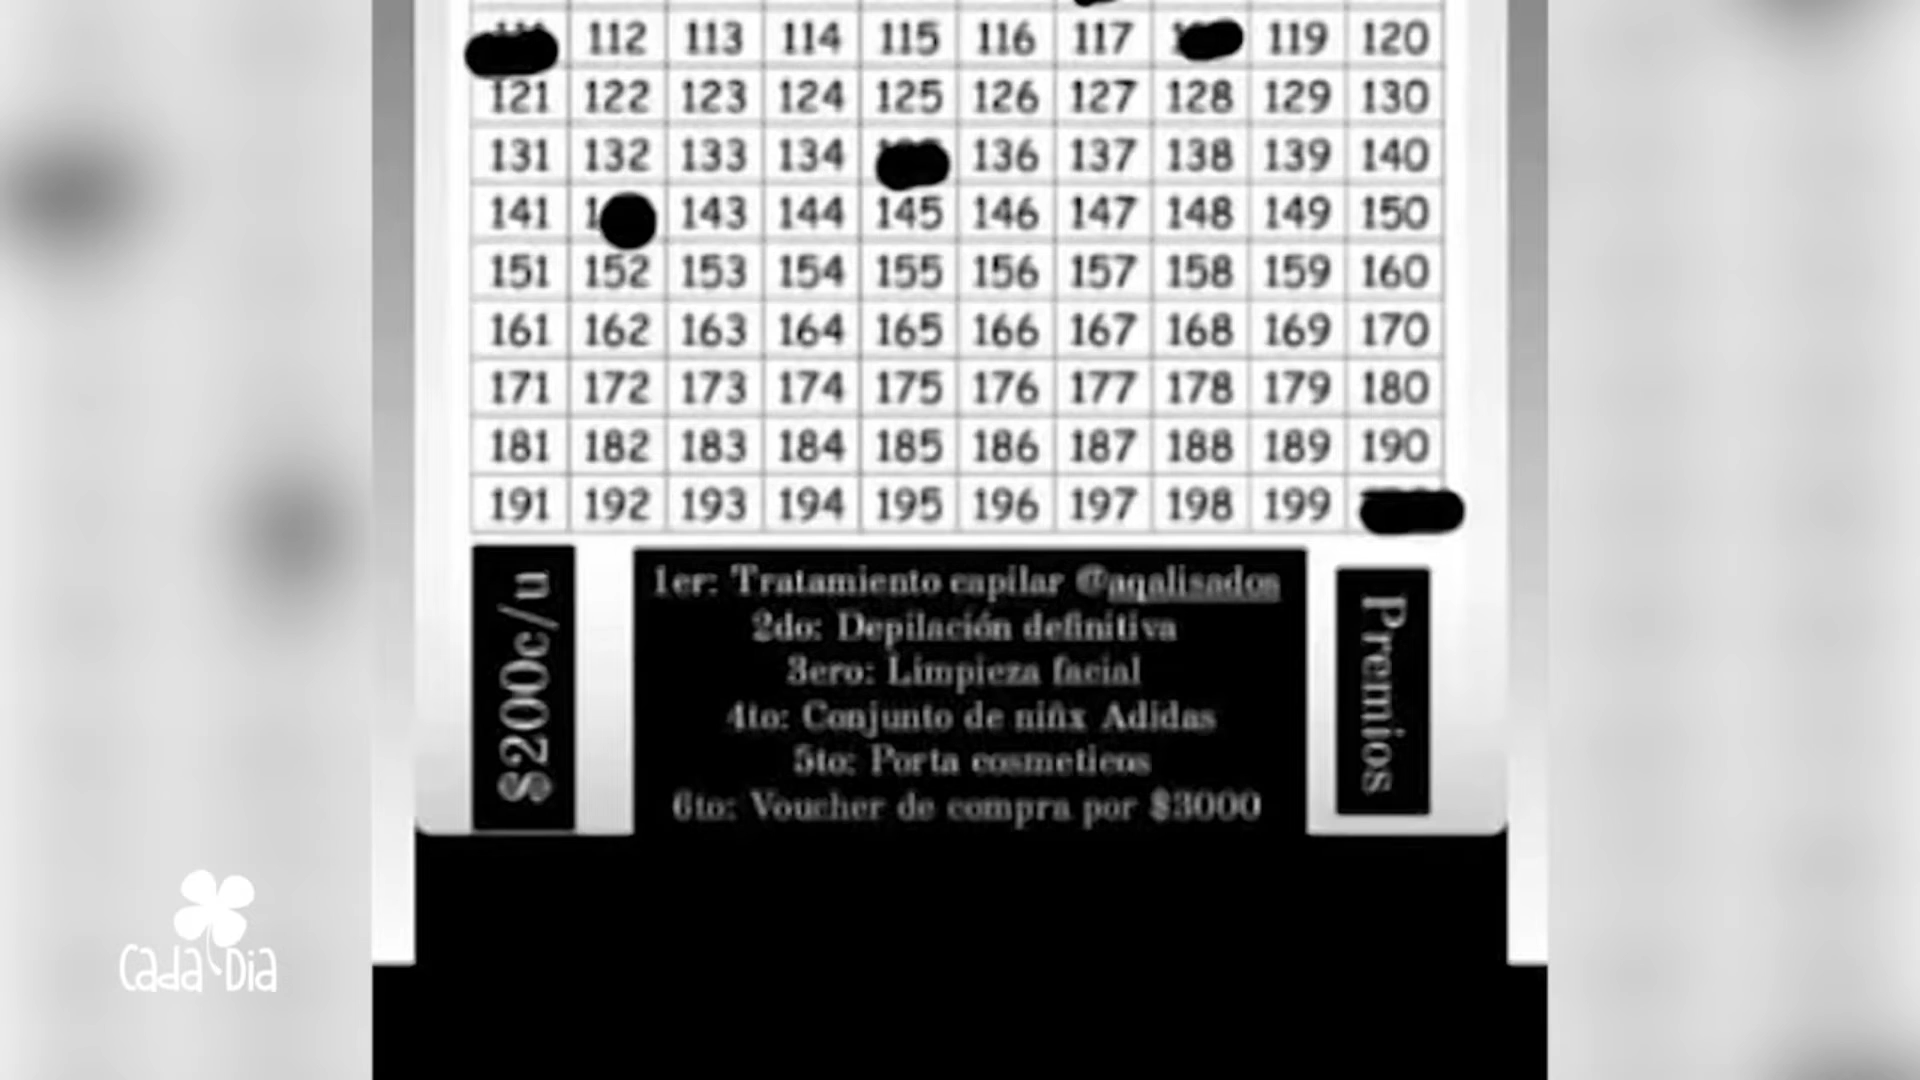 112 113 114 115 116 117 119 120
121 122 123 124 125 126 127 128 129 130
131 132 133 134 136 137 138 139 140
141 143 144 145 146 147 148 149 150
151 152 153 154 155 156 157 158 159 160
161 162 163 164 165 166 167 168 169 170
171 172 173 174 175 176 177 178 179 180
181 182 183 184 185 186 187 188 189 190
191 192 193 194 195 196 197 198 199
$200c/u
1er: Tratamiento capilar @aqalisados
2do: Depilación definitiva
3ero: Limpieza facial
4to: Conjunto de niñx Adidas
5to: Porta cosmeticos
6to: Voucher de compra por $3000
Premios
Cada Dia